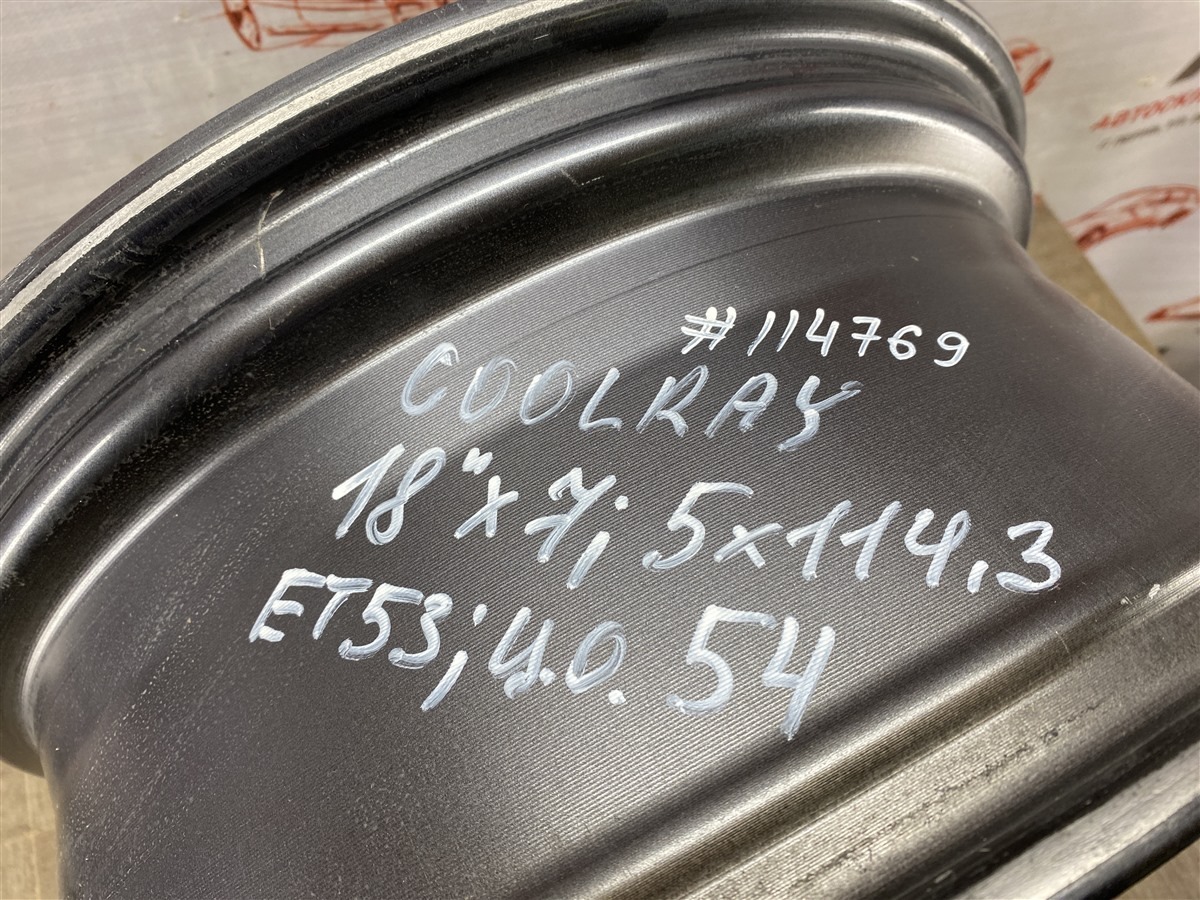 #114769
COOLRAY
18"x7; 5x114,3
ET53; ц.о. 54